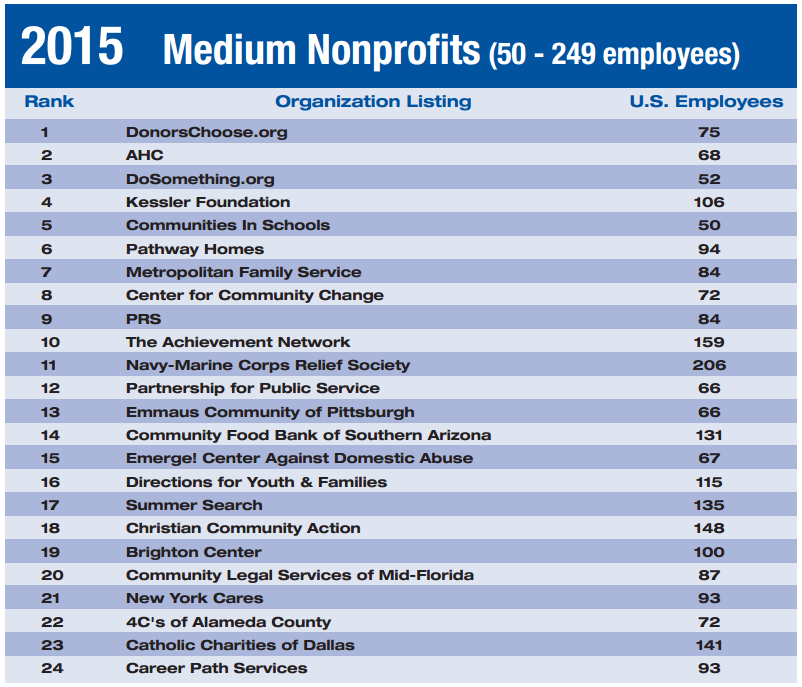 2015 Medium Nonprofits (50 - 249 employees)
Rank Organization Listing U.S. Employees
1 DonorsChoose.org 75
2 AHC 68
3 DoSomething.org 52
4 Kessler Foundation 106
5 Communities In Schools 50
6 Pathway Homes 94
7 Metropolitan Family Service 84
8 Center for Community Change 72
9 PRS 84
10 The Achievement Network 159
11 Navy-Marine Corps Relief Society 206
12 Partnership for Public Service 66
13 Emmaus Community of Pittsburgh 66
14 Community Food Bank of Southern Arizona 131
15 Emerge! Center Against Domestic Abuse 67
16 Directions for Youth & Families 115
17 Summer Search 135
18 Christian Community Action 148
19 Brighton Center 100
20 Community Legal Services of Mid-Florida 87
21 New York Cares 93
22 4C's of Alameda County 72
23 Catholic Charities of Dallas 141
24 Career Path Services 93